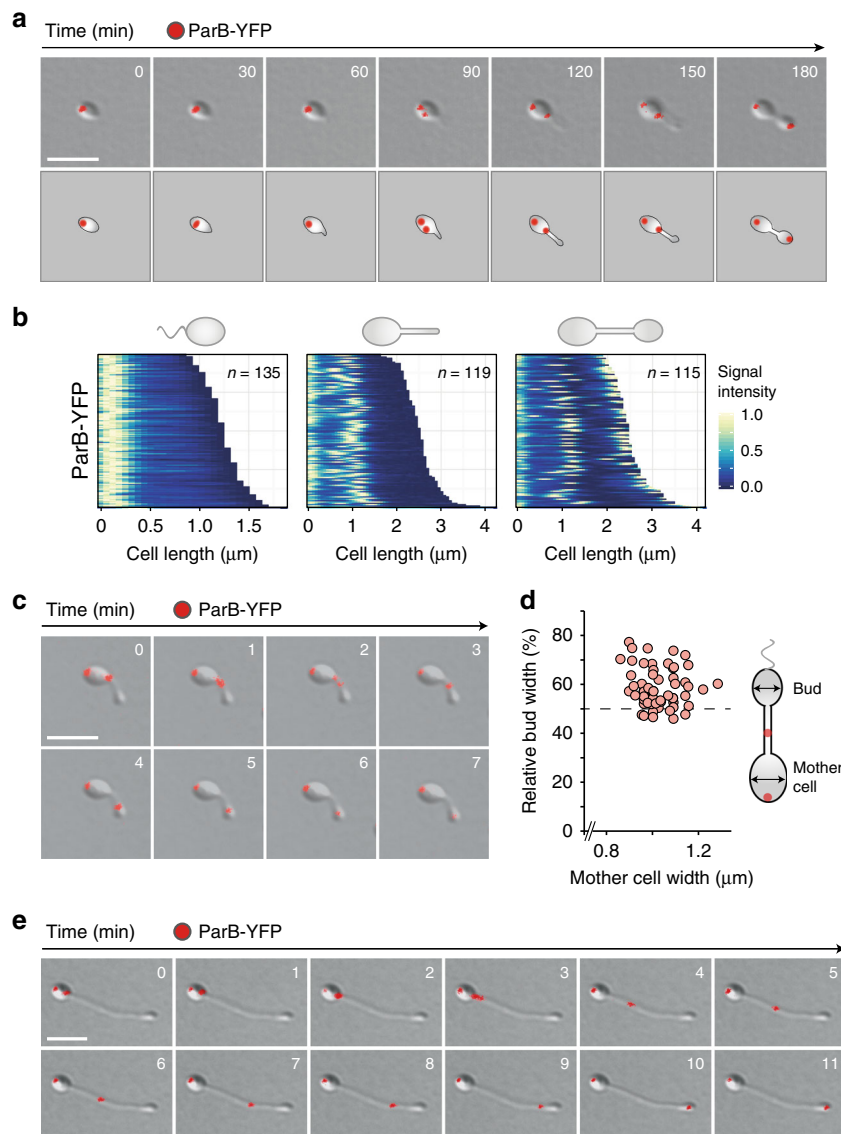 a
Time (min) ParB-YFP
0 30 60 90 120 150 180
b
n = 135 n = 119 n = 115
ParB-YFP
Signal
intensity
1.0
0.5
0.0
0 0.5 1.0 1.5
0 1 2 3 4
0 1 2 3 4
Cell length (μm) Cell length (μm) Cell length (μm)
c
Time (min) ParB-YFP
0 1 2 3
4 5 6 7
d
Relative bud width (%)
80
60
40
20
0
0.8 1.2
Mother cell width (μm)
Bud
Mother
cell
e
Time (min) ParB-YFP
0 1 2 3 4 5
6 7 8 9 10 11